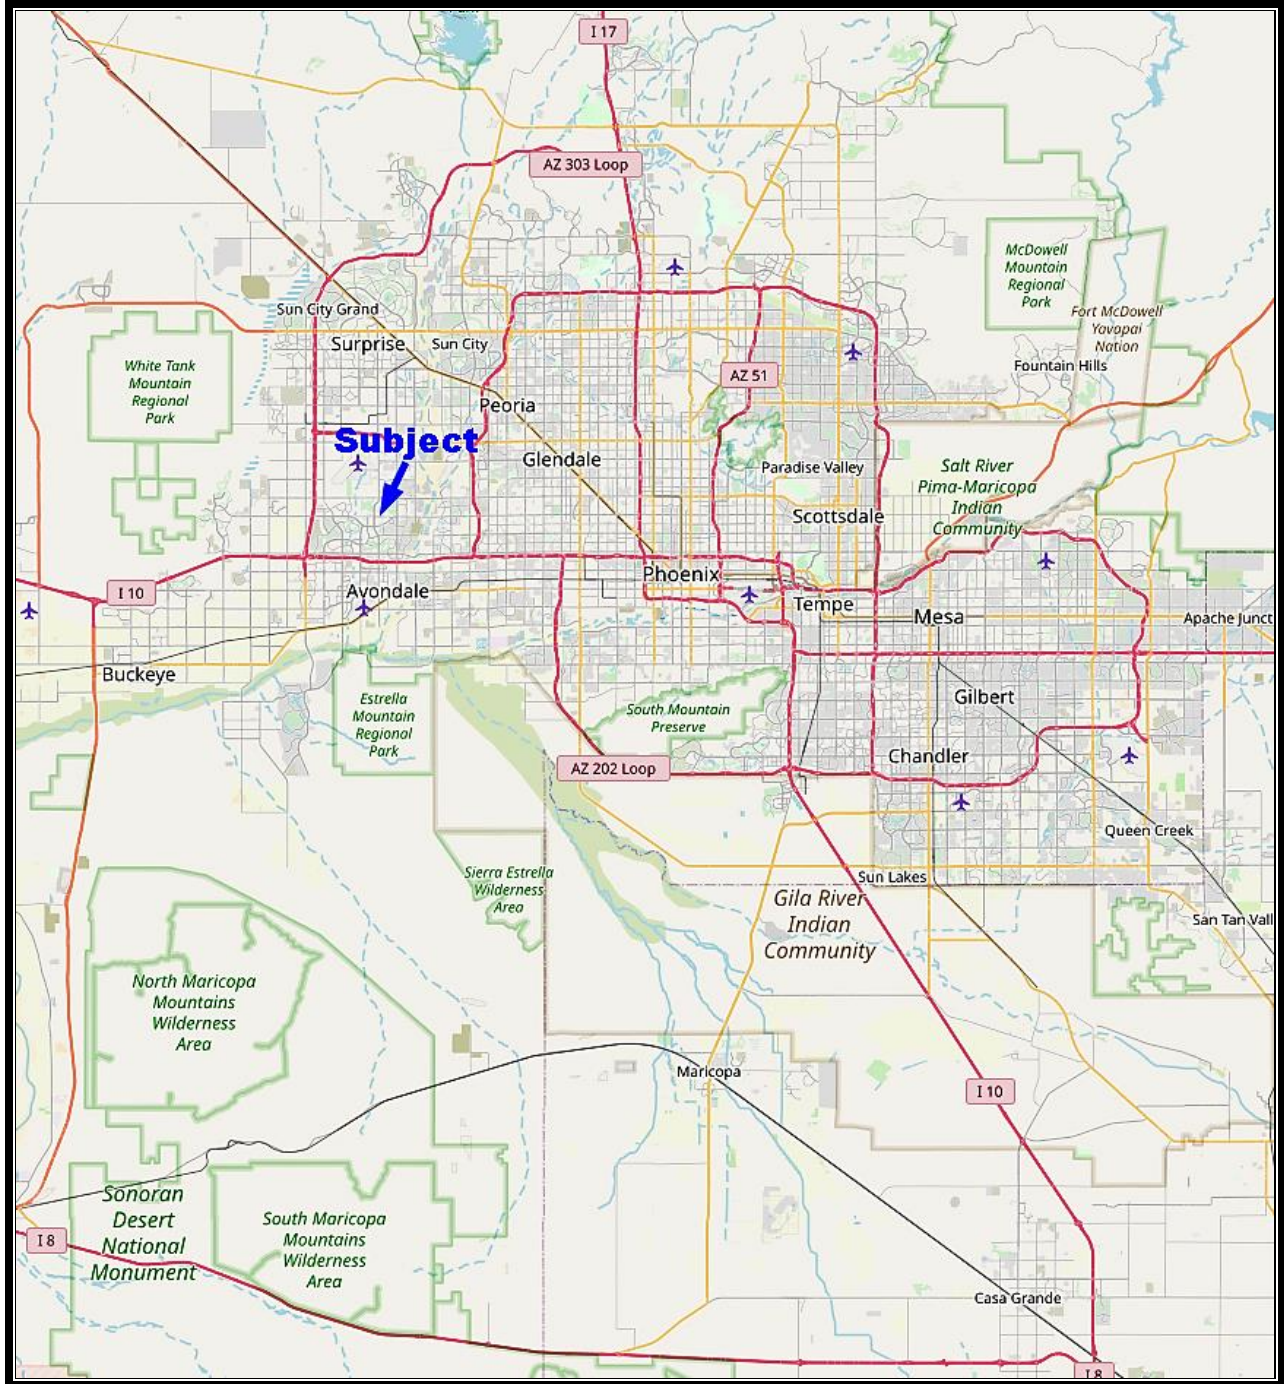 I 17
AZ 303 Loop
McDowell
Mountain
Regional
Park
Sun City Grand
Fort McDowell
Yavapai
Nation
Surprise
Sun City
White Tank
Mountain
Regional
Park
Fountain Hills
AZ 51
Peoria
Subject
Glendale
Paradise Valley
Salt River
Pima-Maricopa
Indian
Community
Scottsdale
Phoenix
I 10
Avondale
Tempe
Mesa
Apache Junct
Buckeye
Gilbert
Estrella
Mountain
Regional
Park
South Mountain
Preserve
Chandler
AZ 202 Loop
Queen Creek
Sierra Estrella
Wilderness
Area
Sun Lakes
Gila River
Indian
Community
San Tan Vall
North Maricopa
Mountains
Wilderness
Area
Maricopa
I 10
Sonoran
Desert
National
Monument
South Maricopa
Mountains
Wilderness
Area
I 8
Casa Grande
I 8